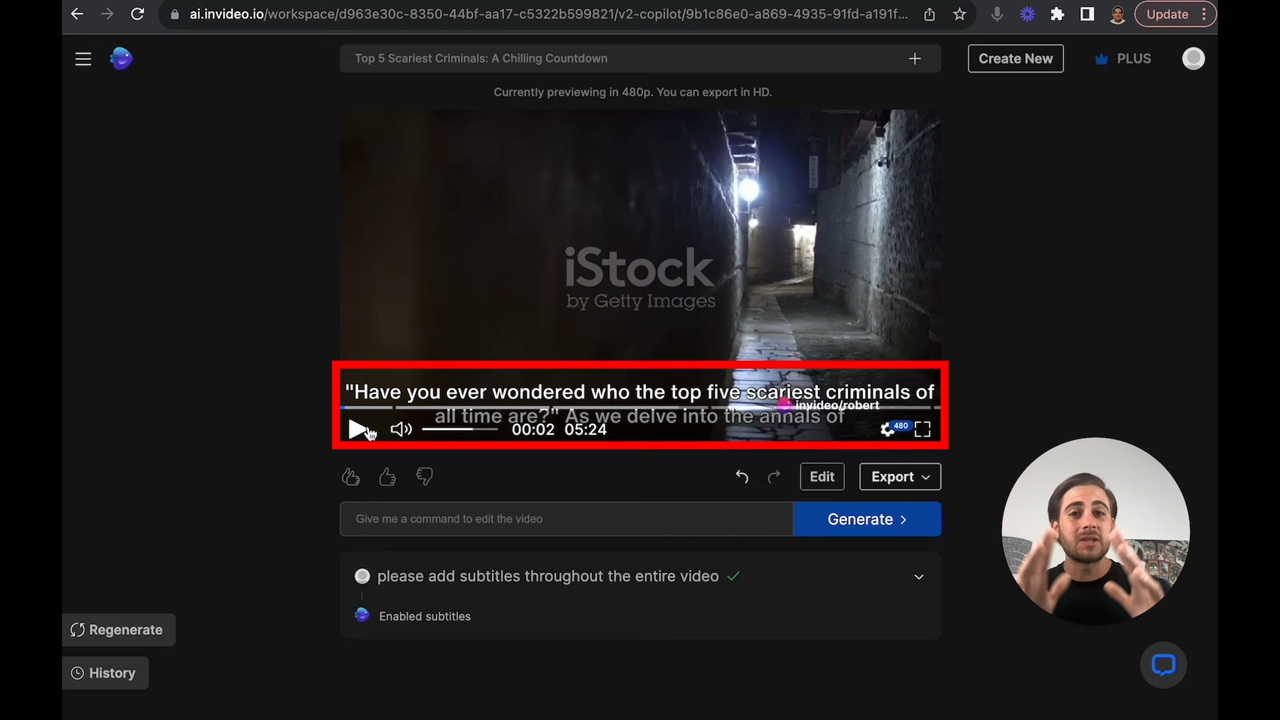 ai.invideo.io/workspace/d963e30c-8350-44bf-aa17-c5322b599821/v2-copilot/9b1c86e0-a869-4935-91fd-a191f...
Update
Top 5 Scariest Criminals: A Chilling Countdown
Create New
PLUS
Currently previewing in 480p. You can export in HD.
iStock
by Getty Images
"Have you ever wondered who the top five scariest criminals of
invideo/robert
all time are?" As we delve into the annals of
00:02 05:24
480
Edit
Export
Give me a command to edit the video
Generate
please add subtitles throughout the entire video
Enabled subtitles
Regenerate
History